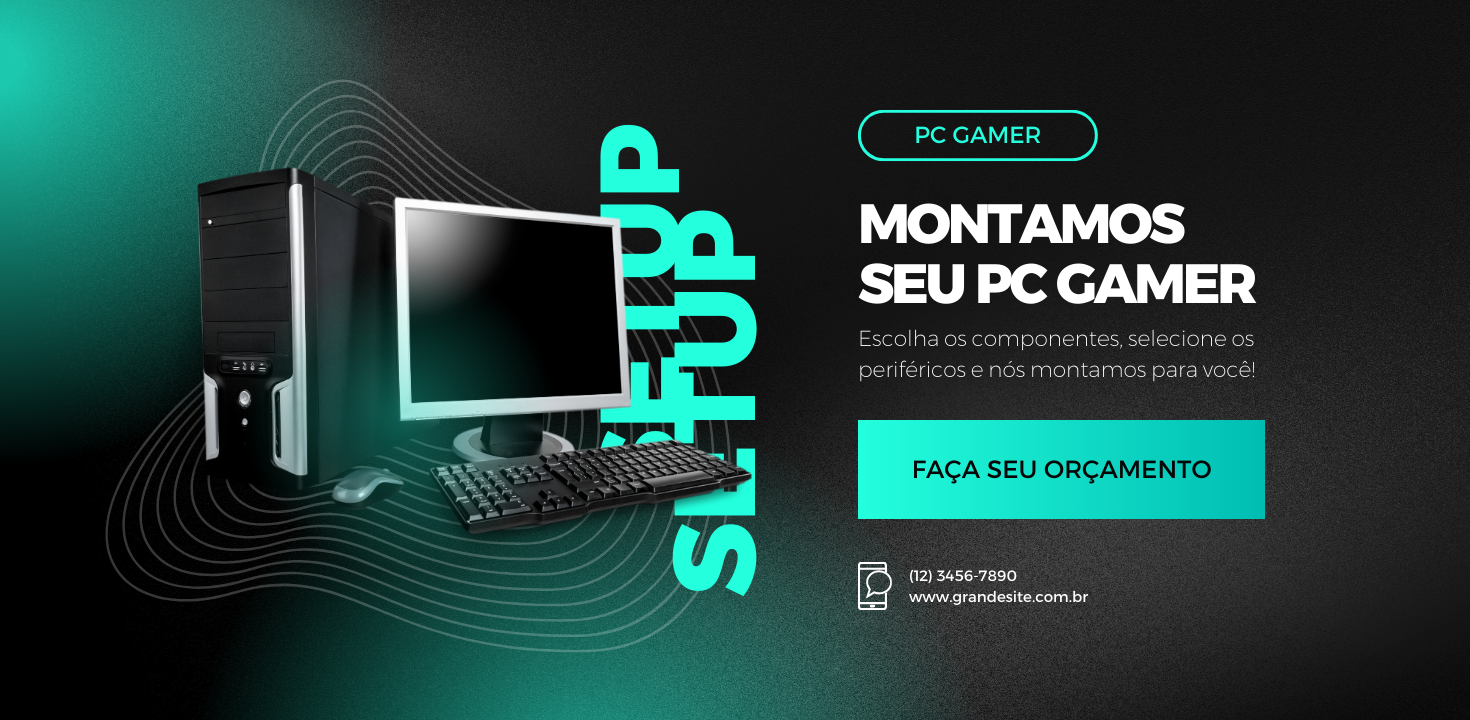 SETUP
SETUP
PC GAMER
MONTAMOS
SEU PC GAMER
Escolha os componentes, selecione os
periféricos e nós montamos para você!
FAÇA SEU ORÇAMENTO
(12) 3456-7890
www.grandesite.com.br